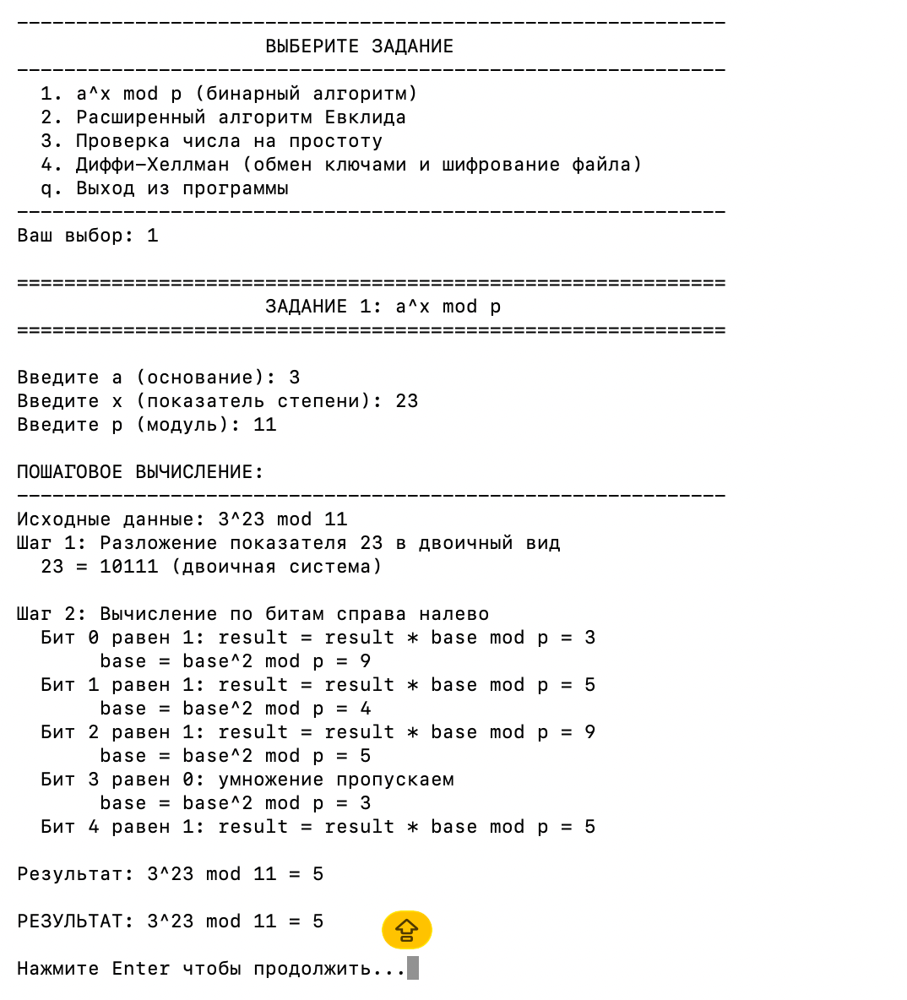 ------------------------------------------------------------
ВЫБЕРИТЕ ЗАДАНИЕ
------------------------------------------------------------
1. a^x mod p (бинарный алгоритм)
2. Расширенный алгоритм Евклида
3. Проверка числа на простоту
4. Диффи-Хеллман (обмен ключами и шифрование файла)
q. Выход из программы
------------------------------------------------------------
Ваш выбор: 1
============================================================
ЗАДАНИЕ 1: a^x mod p
============================================================
Введите a (основание): 3
Введите x (показатель степени): 23
Введите p (модуль): 11
ПОШАГОВОЕ ВЫЧИСЛЕНИЕ:
------------------------------------------------------------
Исходные данные: 3^23 mod 11
Шаг 1: Разложение показателя 23 в двоичный вид
23 = 10111 (двоичная система)
Шаг 2: Вычисление по битам справа налево
Бит 0 равен 1: result = result * base mod p = 3
base = base^2 mod p = 9
Бит 1 равен 1: result = result * base mod p = 5
base = base^2 mod p = 4
Бит 2 равен 1: result = result * base mod p = 9
base = base^2 mod p = 5
Бит 3 равен 0: умножение пропускаем
base = base^2 mod p = 3
Бит 4 равен 1: result = result * base mod p = 5
Результат: 3^23 mod 11 = 5
РЕЗУЛЬТАТ: 3^23 mod 11 = 5
Нажмите Enter чтобы продолжить...